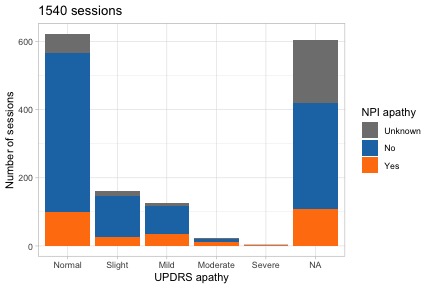 1540 sessions
Number of sessions
600
400
200
0
Normal Slight Mild Moderate Severe NA
UPDRS apathy
NPI apathy
Unknown
No
Yes